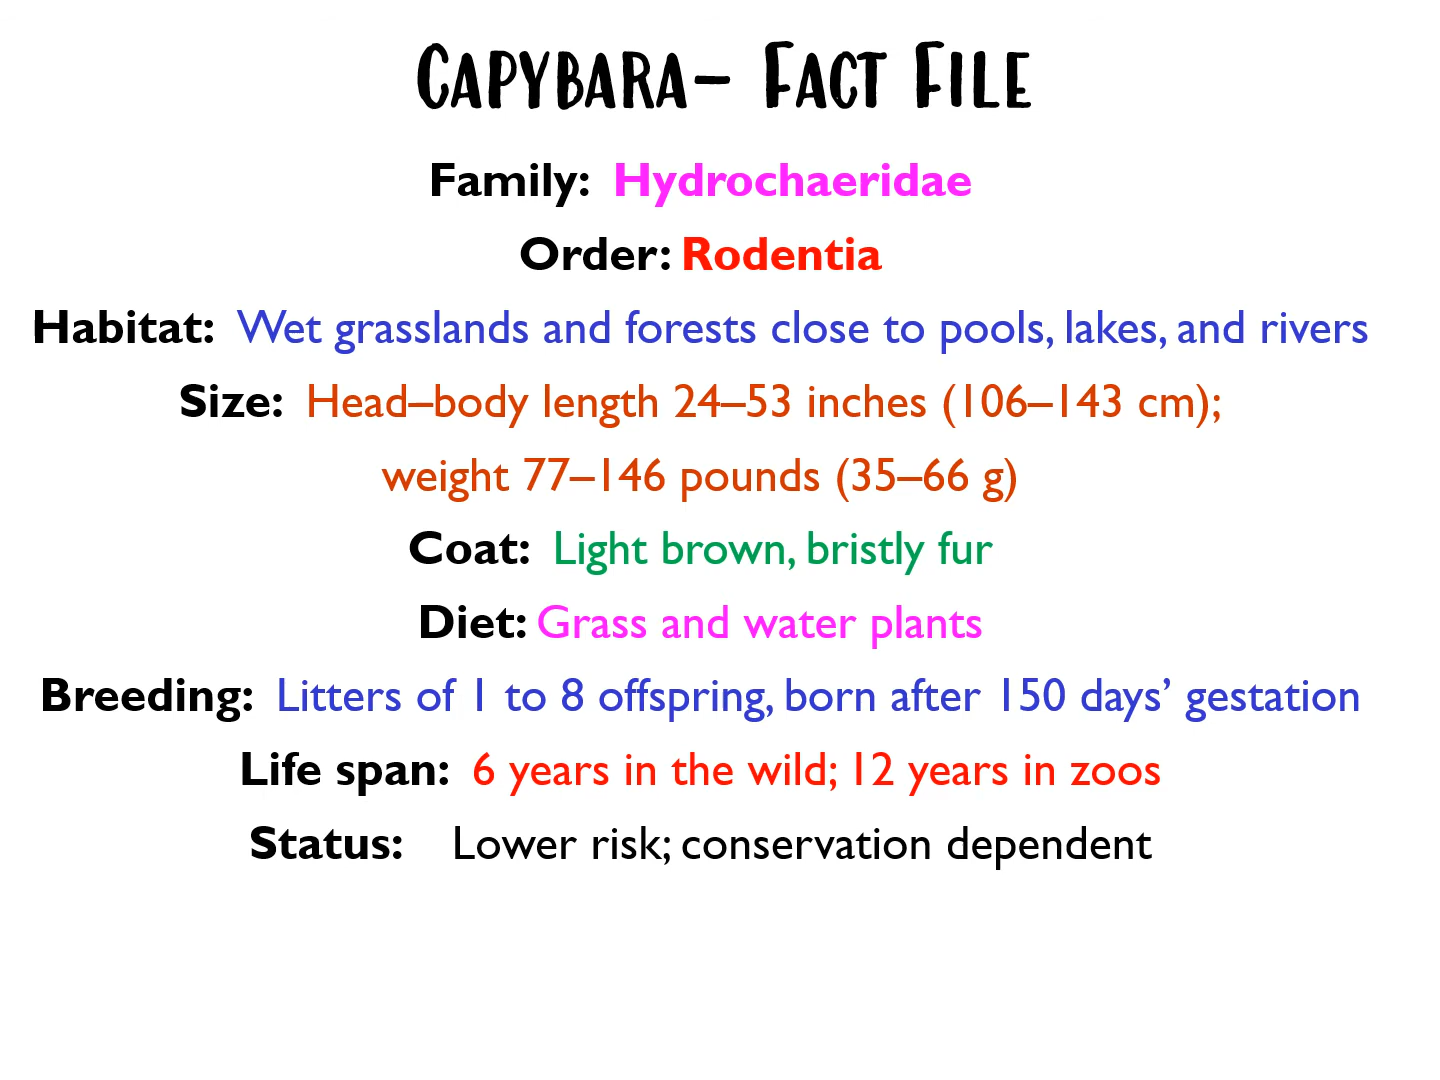 Capybara- Fact File
Family: Hydrochaeridae
Order: Rodentia
Habitat: Wet grasslands and forests close to pools, lakes, and rivers
Size: Head–body length 24–53 inches (106–143 cm);
weight 77–146 pounds (35–66 g)
Coat: Light brown, bristly fur
Diet: Grass and water plants
Breeding: Litters of 1 to 8 offspring, born after 150 days’ gestation
Life span: 6 years in the wild; 12 years in zoos
Status: Lower risk; conservation dependent